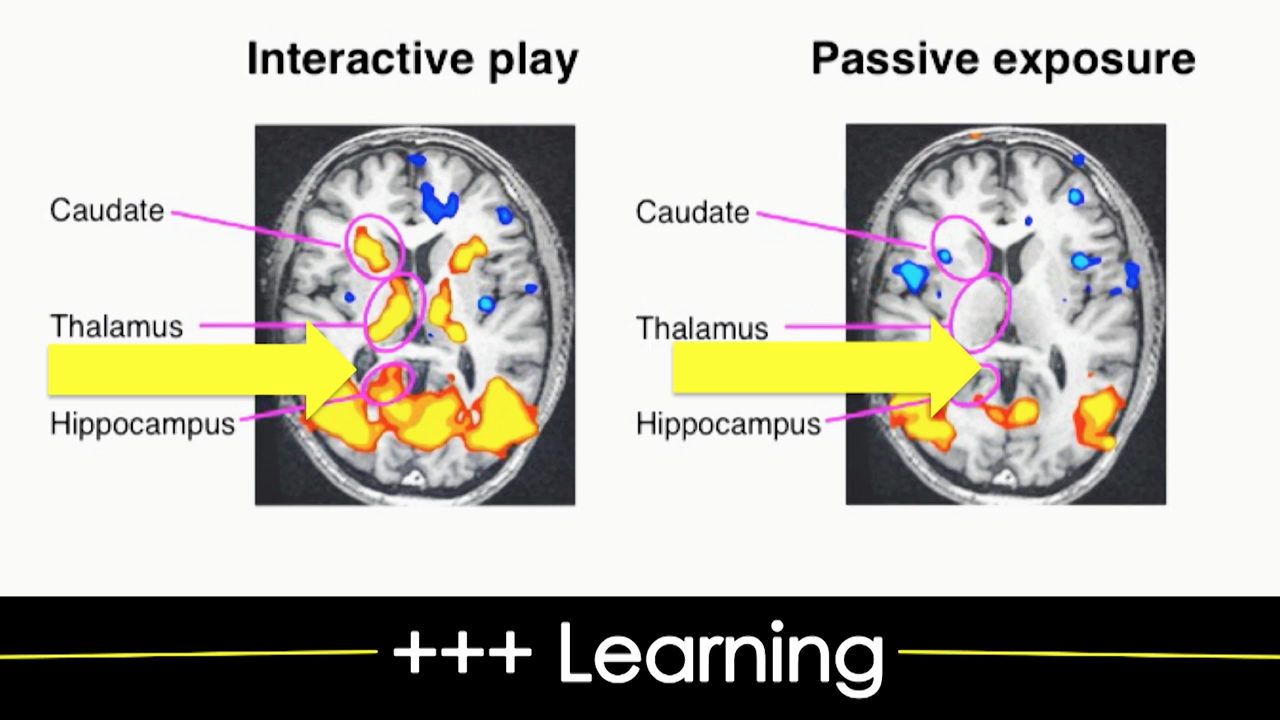 Interactive play
Passive exposure
Caudate
Thalamus
Hippocampus
Caudate
Thalamus
Hippocampus
+++ Learning